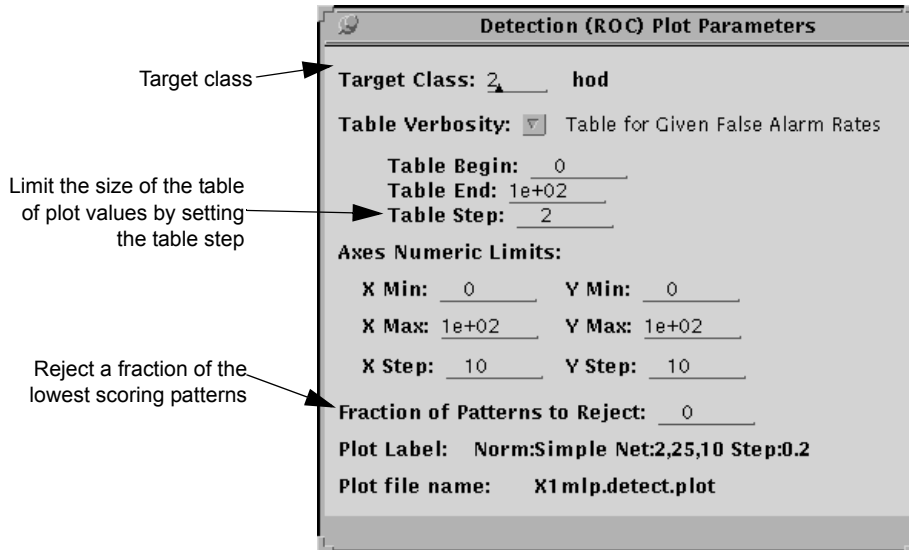 Detection (ROC) Plot Parameters
Target class
Target Class: 2 hod
Table Verbosity: Table for Given False Alarm Rates
Table Begin: 0
Limit the size of the table
of plot values by setting
the table step
Table End: 1e+02
Table Step: 2
Axes Numeric Limits:
X Min: 0 Y Min: 0
X Max: 1e+02 Y Max: 1e+02
X Step: 10 Y Step: 10
Reject a fraction of the
lowest scoring patterns
Fraction of Patterns to Reject: 0
Plot Label: Norm:Simple Net:2,25,10 Step:0.2
Plot file name: X1mlp.detect.plot